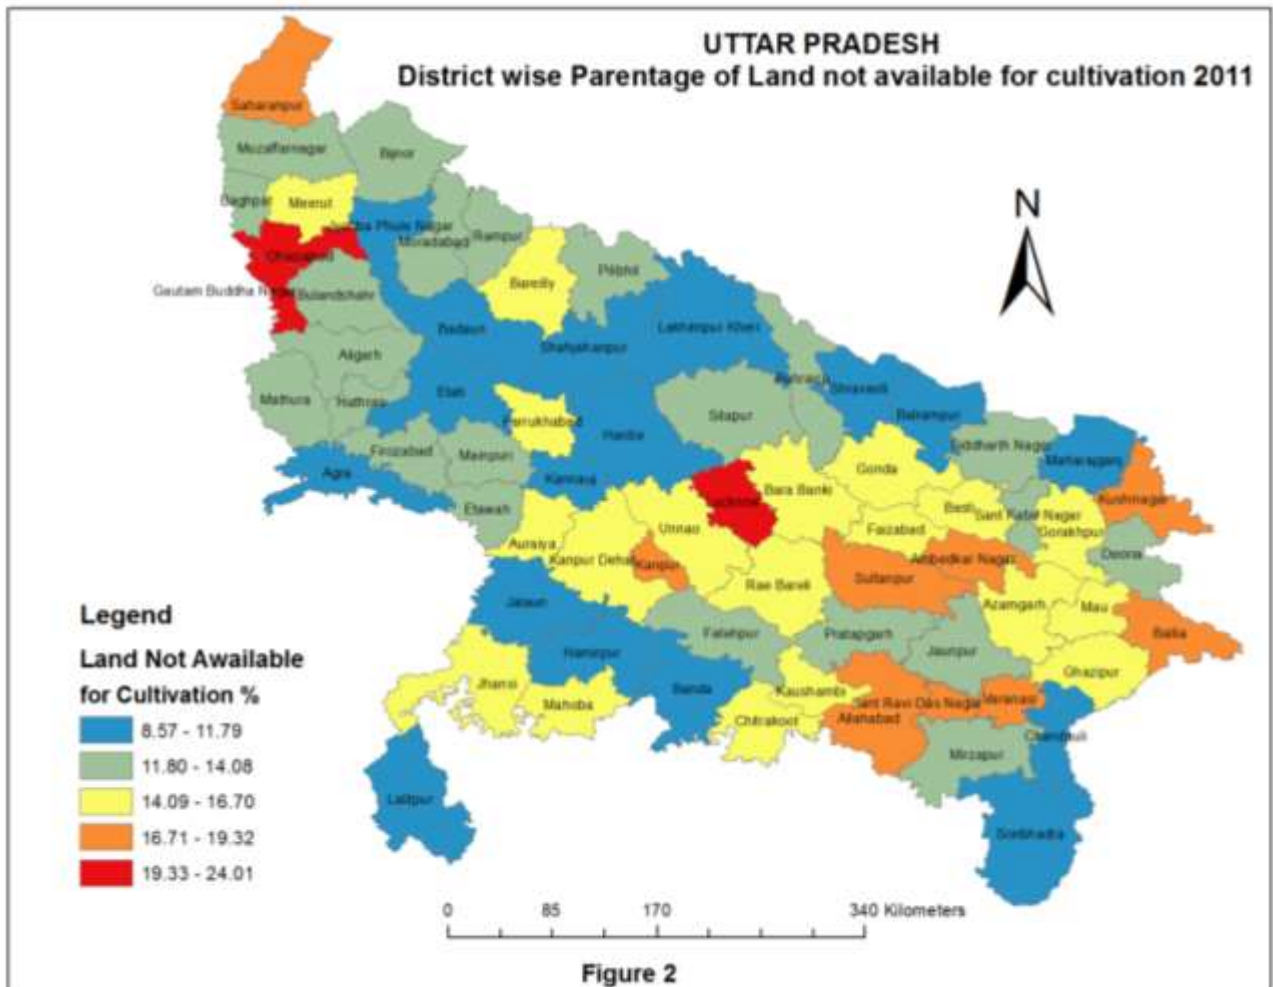 UTTAR PRADESH
District wise Parentage of Land not available for cultivation 2011
Saharanpur
Muzaffarnagar
Bijnor
Baghpat
Meerut
Jyotiba Phule Nagar
Moradabad
Rampur
Ghaziabad
Bareilly
Pilibhit
Gautam Buddha Nagar
Bulandshahr
Badaun
Shahjahanpur
Lakhimpur Kheri
Aligarh
Mathura
Hathras
Etah
Farrukhabad
Hardoi
Sitapur
Shravasti
Balrampur
Siddharth Nagar
Maharajganj
Agra
Firozabad
Mainpuri
Kannauj
Etawah
Bara Banki
Gonda
Basti
Sant Kabir Nagar
Gorakhpur
Kushinagar
Deoria
Auraiya
Kanpur Dehat
Unnao
Kanpur
Faizabad
Rae Bareli
Sultanpur
Ambedkar Nagar
Azamgarh
Mau
Ballia
Jalaun
Hamirpur
Fatehpur
Pratapgarh
Jaunpur
Ghazipur
Jhansi
Mahoba
Banda
Chitrakoot
Kaushambi
Allahabad
Sant Ravi Das Nagar
Varanasi
Chandauli
Mirzapur
Sonbhadra
Lalitpur
N
Legend
Land Not Awailable
for Cultivation %
8.57 - 11.79
11.80 - 14.08
14.09 - 16.70
16.71 - 19.32
19.33 - 24.01
0 85 170 340 Kilometers
Figure 2